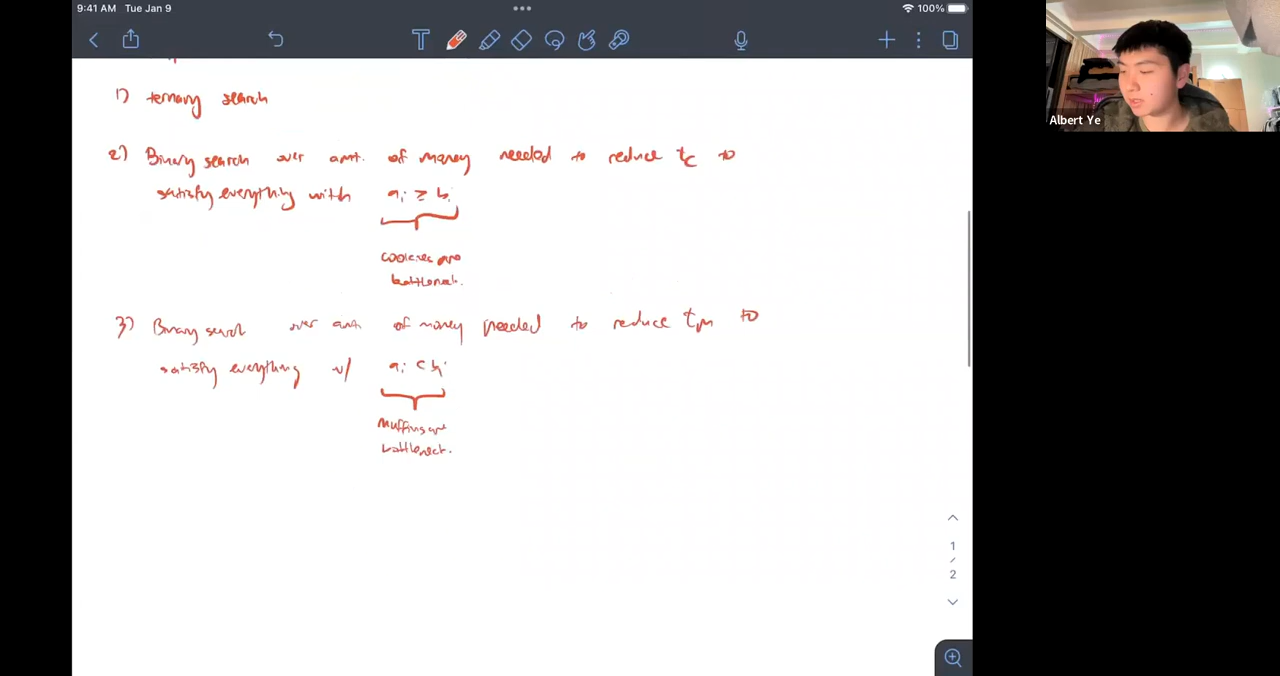 9:41 AM Tue Jan 9
100%
1) ternary search
2) Binary search over amt. of money needed to reduce tc to
satisfy everything with ai ≥ bi
cookies are
bottleneck.
3) Binary search over amt. of money needed to reduce tM to
satisfy everything w/ ai < bi
Muffins are
bottleneck.
1
/
2
Albert Ye